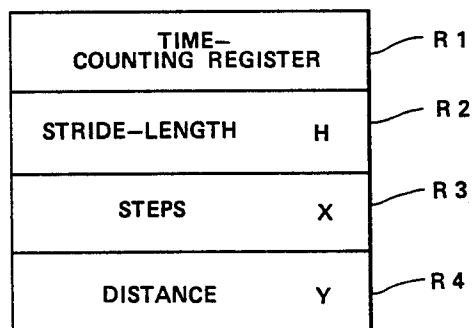 TIME–
COUNTING REGISTER
R 1
STRIDE–LENGTH H
R 2
STEPS X
R 3
DISTANCE Y
R 4